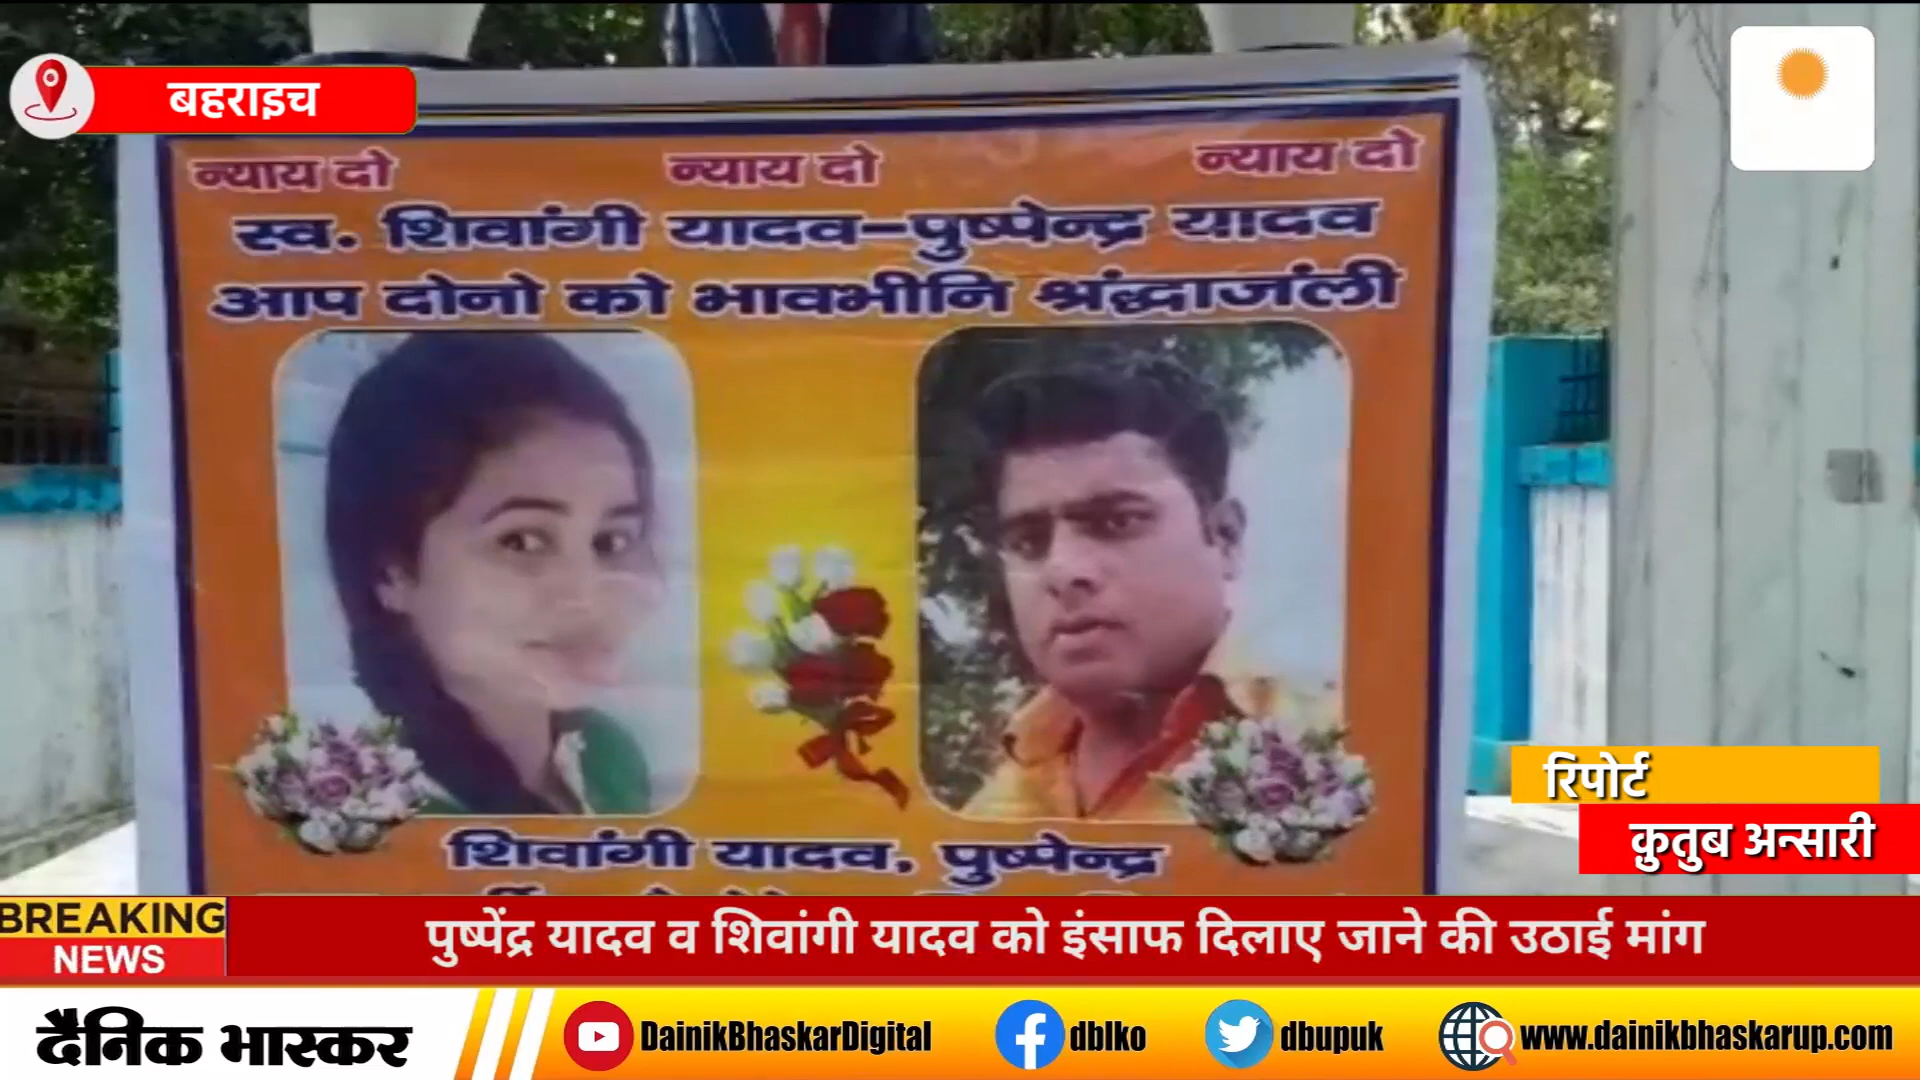 बहराइच
न्याय दो न्याय दो न्याय दो
स्व. शिवांगी यादव-पुष्पेन्द्र यादव
आप दोनो को भावभीनि श्रंद्धाजंली
शिवांगी यादव, पुष्पेन्द्र
रिपोर्ट
कुतुब अन्सारी
BREAKING
NEWS
पुष्पेंद्र यादव व शिवांगी यादव को इंसाफ दिलाए जाने की उठाई मांग
दैनिक भास्कर
DainikBhaskarDigital
dblko
dbupuk
www.dainikbhaskarup.com